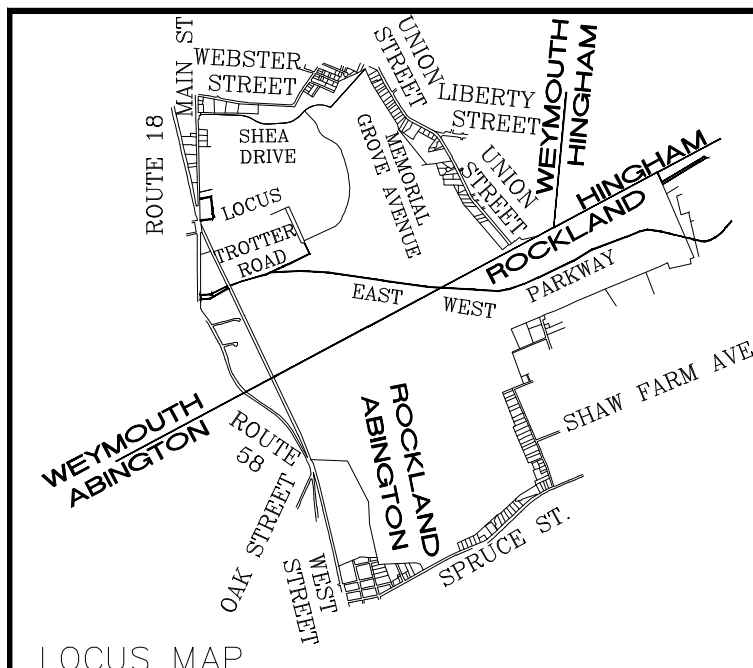 MAIN ST
WEBSTER
STREET
UNION
STREET
LIBERTY
STREET
WEYMOUTH
HINGHAM
ROUTE 18
SHEA
DRIVE
MEMORIAL
GROVE AVENUE
UNION
STREET
HINGHAM
ROCKLAND
LOCUS
TROTTER
ROAD
EAST WEST PARKWAY
SHAW FARM AVE
WEYMOUTH
ABINGTON
ROUTE
58
ROCKLAND
ABINGTON
OAK STREET
WEST
STREET
SPRUCE ST.
LOCUS MAP